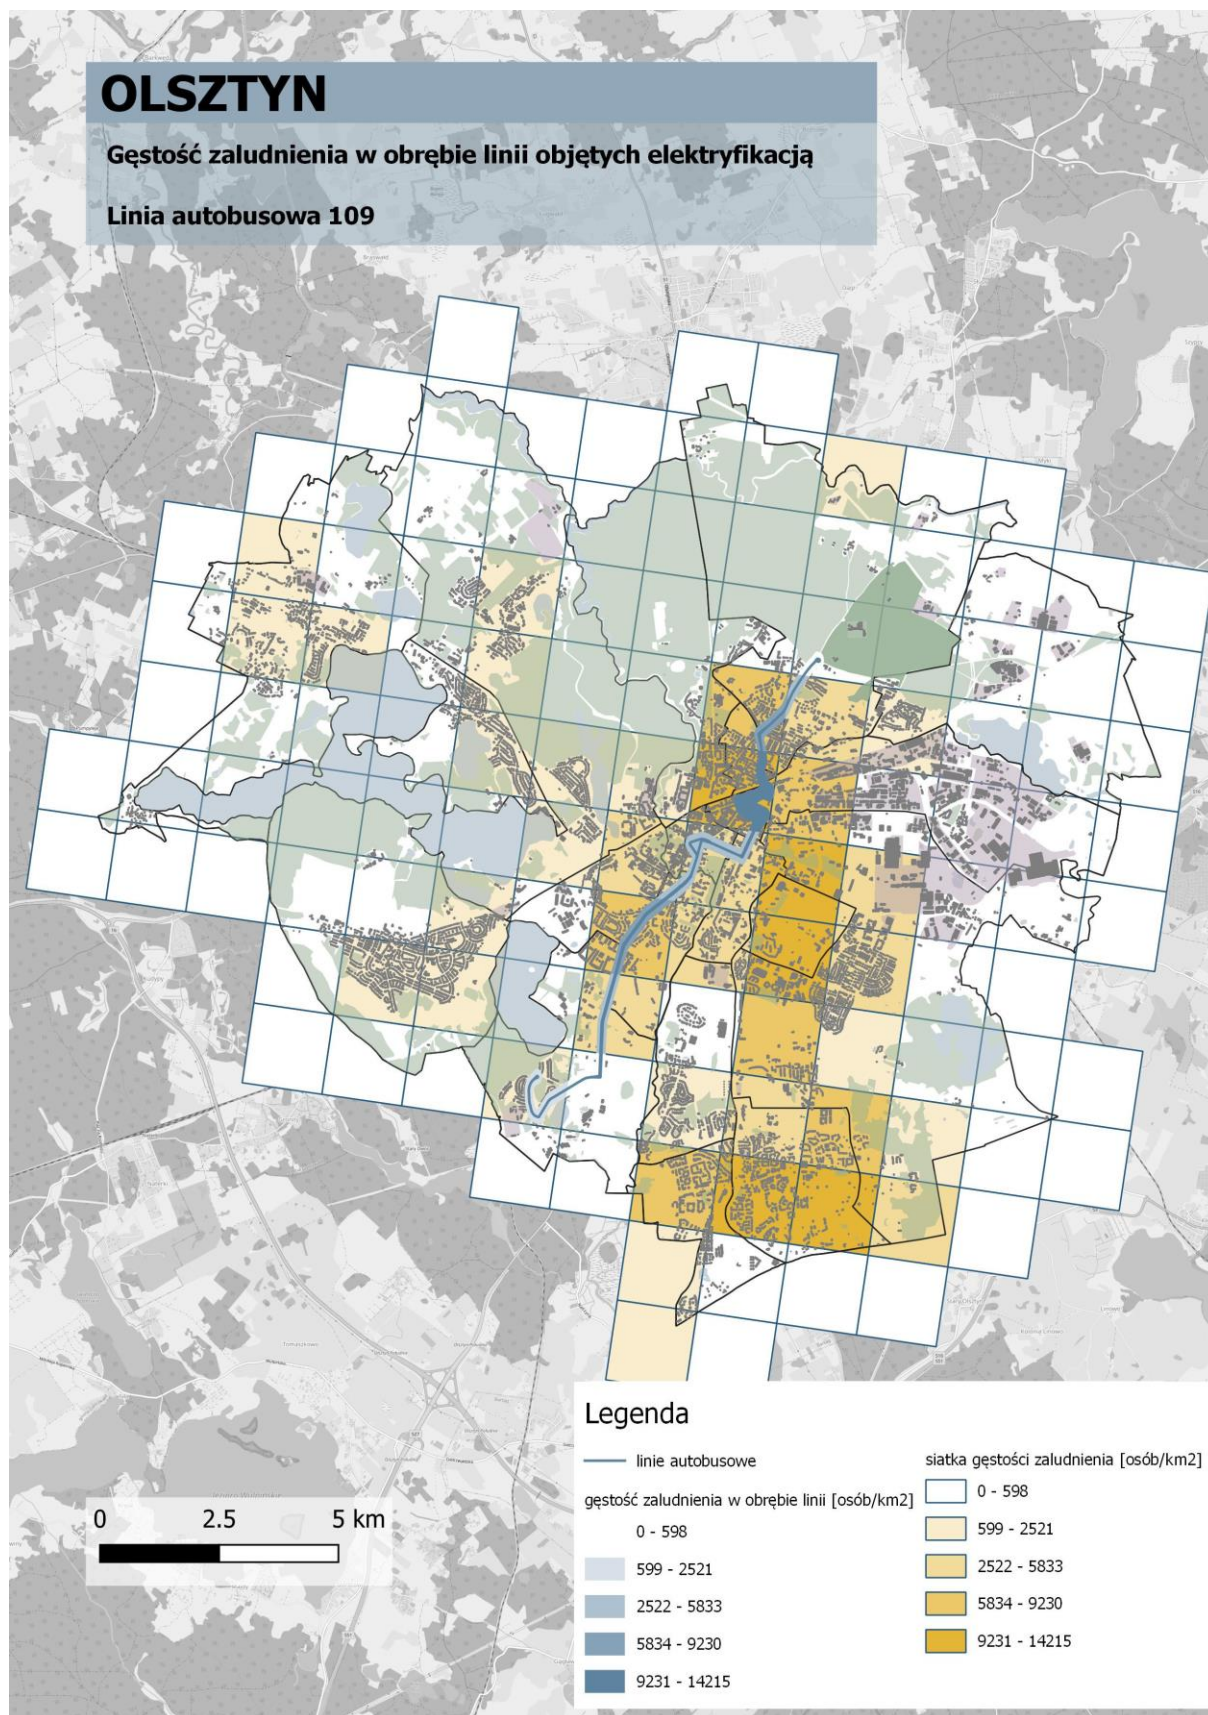 OLSZTYN
Gęstość zaludnienia w obrębie linii objętych elektryfikacją
Linia autobusowa 109
Legenda
linie autobusowe
gęstość zaludnienia w obrębie linii [osób/km2]
0 - 598
599 - 2521
2522 - 5833
5834 - 9230
9231 - 14215
siatka gęstości zaludnienia [osób/km2]
0 - 598
599 - 2521
2522 - 5833
5834 - 9230
9231 - 14215
0 2.5 5 km
Tomaszkowo